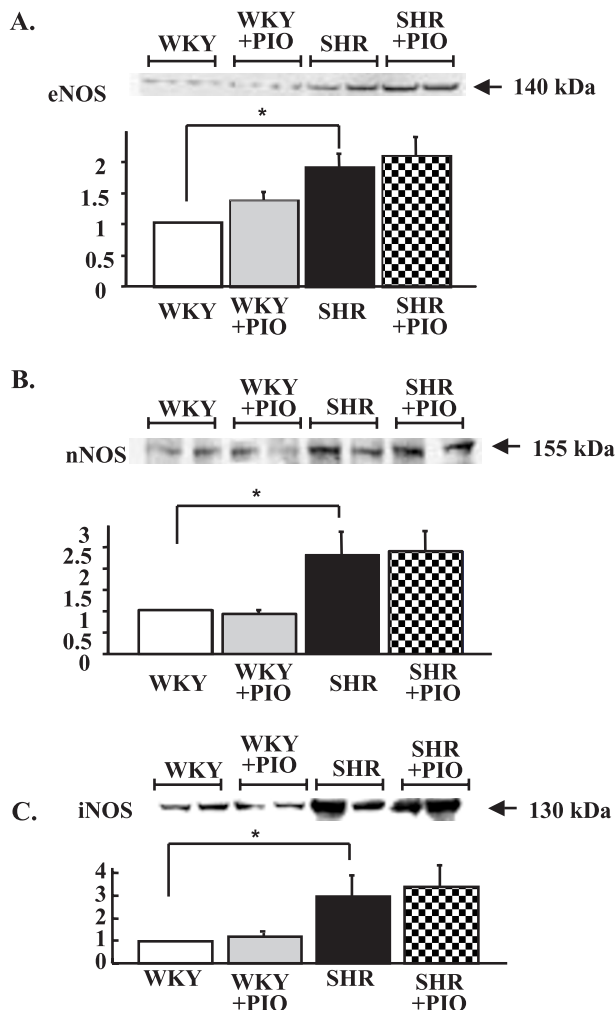 A.
WKY WKY +PIO SHR SHR +PIO
eNOS
140 kDa
*
2
1.5
1
0.5
0
WKY WKY +PIO SHR SHR +PIO
B.
WKY WKY +PIO SHR SHR +PIO
nNOS
155 kDa
*
3
2.5
2
1.5
1
0.5
0
WKY WKY +PIO SHR SHR +PIO
WKY WKY +PIO SHR SHR +PIO
C.
iNOS
130 kDa
*
4
3
2
1
0
WKY WKY +PIO SHR SHR +PIO